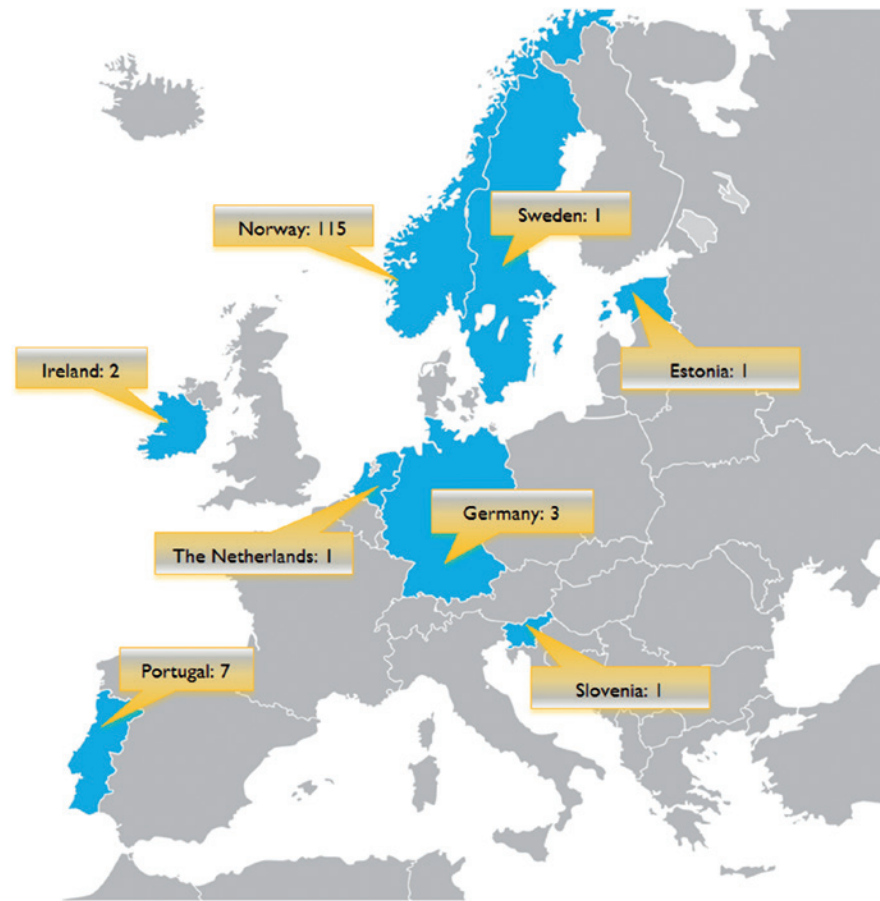 Sweden: 1
Norway: 115
Ireland: 2
Estonia: 1
Germany: 3
The Netherlands: 1
Portugal: 7
Slovenia: 1